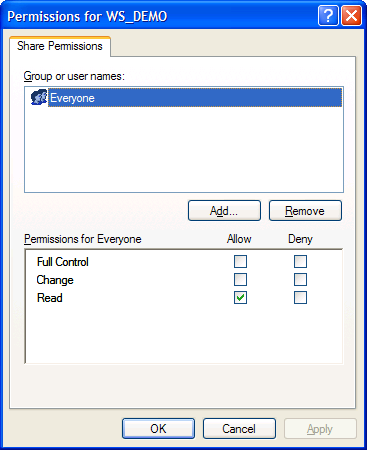 Permissions for WS_DEMO
Share Permissions
Group or user names:
Everyone
Add...
Remove
Permissions for Everyone Allow Deny
Full Control
Change
Read
OK
Cancel
Apply